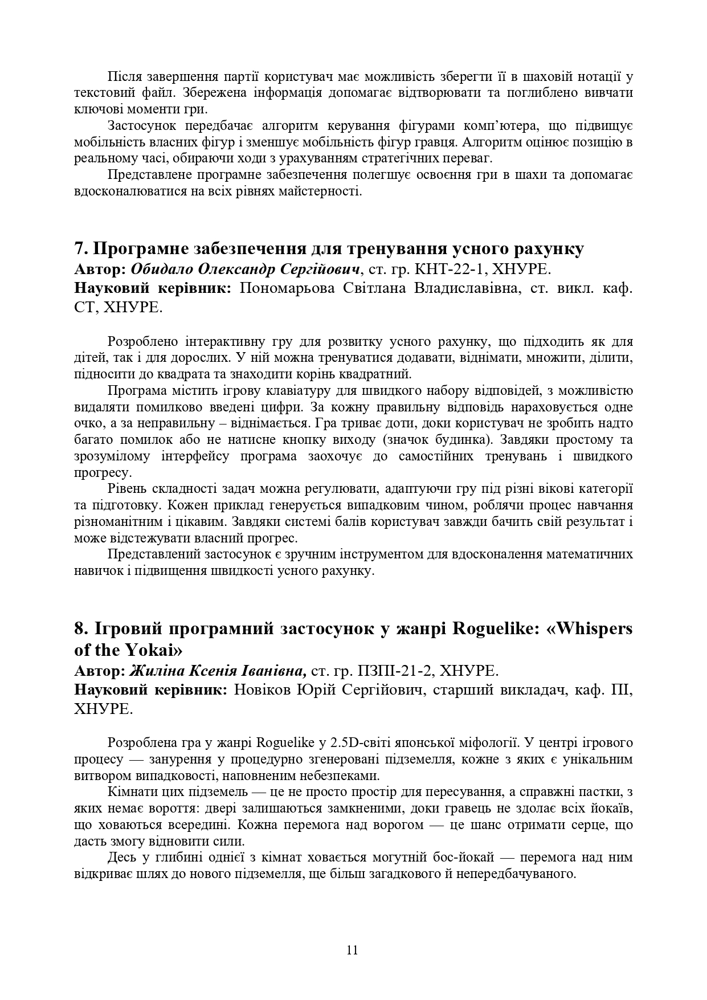 Після завершення партії користувач має можливість зберегти її в шаховій нотації у
текстовий файл. Збережена інформація допомагає відтворювати та поглиблено вивчати
ключові моменти гри.
Застосунок передбачає алгоритм керування фігурами комп’ютера, що підвищує
мобільність власних фігур і зменшує мобільність фігур гравця. Алгоритм оцінює позицію в
реальному часі, обираючи ходи з урахуванням стратегічних переваг.
Представлене програмне забезпечення полегшує освоєння гри в шахи та допомагає
вдосконалюватися на всіх рівнях майстерності.
7. Програмне забезпечення для тренування усного рахунку
Автор: Обидало Олександр Сергійович, ст. гр. КНТ-22-1, ХНУРЕ.
Науковий керівник: Пономарьова Світлана Владиславівна, ст. викл. каф.
СТ, ХНУРЕ.
Розроблено інтерактивну гру для розвитку усного рахунку, що підходить як для
дітей, так і для дорослих. У ній можна тренуватися додавати, віднімати, множити, ділити,
підносити до квадрата та знаходити корінь квадратний.
Програма містить ігрову клавіатуру для швидкого набору відповідей, з можливістю
видаляти помилково введені цифри. За кожну правильну відповідь нараховується одне
очко, а за неправильну – віднімається. Гра триває доти, доки користувач не зробить надто
багато помилок або не натисне кнопку виходу (значок будинка). Завдяки простому та
зрозумілому інтерфейсу програма заохочує до самостійних тренувань і швидкого
прогресу.
Рівень складності задач можна регулювати, адаптуючи гру під різні вікові категорії
та підготовку. Кожен приклад генерується випадковим чином, роблячи процес навчання
різноманітним і цікавим. Завдяки системі балів користувач завжди бачить свій результат і
може відстежувати власний прогрес.
Представлений застосунок є зручним інструментом для вдосконалення математичних
навичок і підвищення швидкості усного рахунку.
8. Ігровий програмний застосунок у жанрі Roguelike: «Whispers
of the Yokai»
Автор: Жиліна Ксенія Іванівна, ст. гр. ПЗПІ-21-2, ХНУРЕ.
Науковий керівник: Новіков Юрій Сергійович, старший викладач, каф. ПІ,
ХНУРЕ.
Розроблена гра у жанрі Roguelike у 2.5D-світі японської міфології. У центрі ігрового
процесу — занурення у процедурно згенеровані підземелля, кожне з яких є унікальним
витвором випадковості, наповненим небезпеками.
Кімнати цих підземель — це не просто простір для пересування, а справжні пастки, з
яких немає вороття: двері залишаються замкненими, доки гравець не здолає всіх йокаїв,
що ховаються всередині. Кожна перемога над ворогом — це шанс отримати серце, що
дасть змогу відновити сили.
Десь у глибині однієї з кімнат ховається могутній бос-йокай — перемога над ним
відкриває шлях до нового підземелля, ще більш загадкового й непередбачуваного.
11